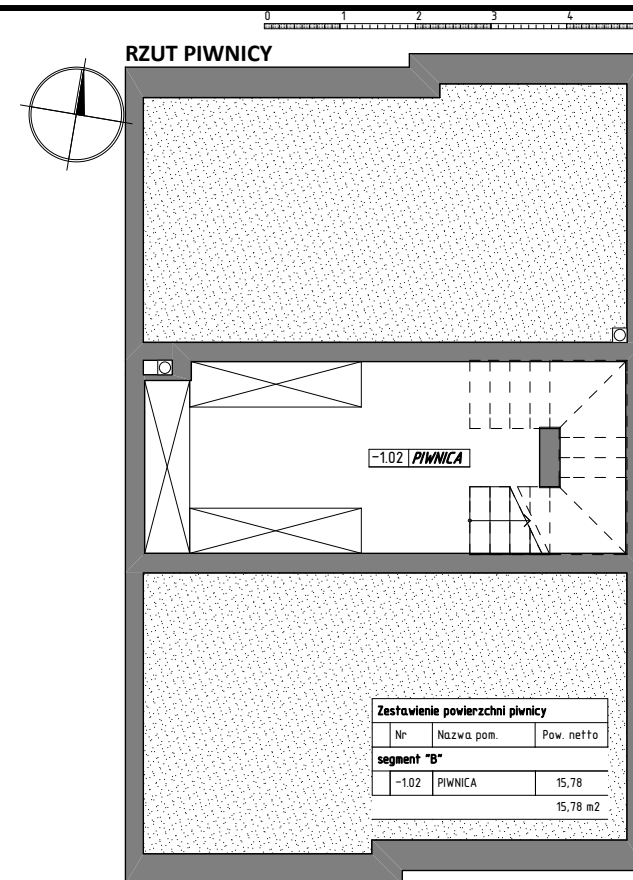 0 1 2 3 4
RZUT PIWNICY
-1.02 PIWNICA
Zestawienie powierzchni piwnicy
Nr Nazwa pom. Pow. netto
segment "B"
-1.02 PIWNICA 15,78
15,78 m2